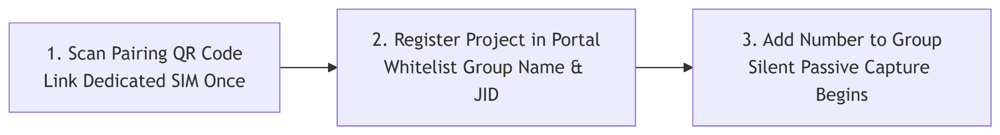 1. Scan Pairing QR Code
Link Dedicated SIM Once
2. Register Project in Portal
Whitelist Group Name &
JID
3. Add Number to Group
Silent Passive Capture
Begins